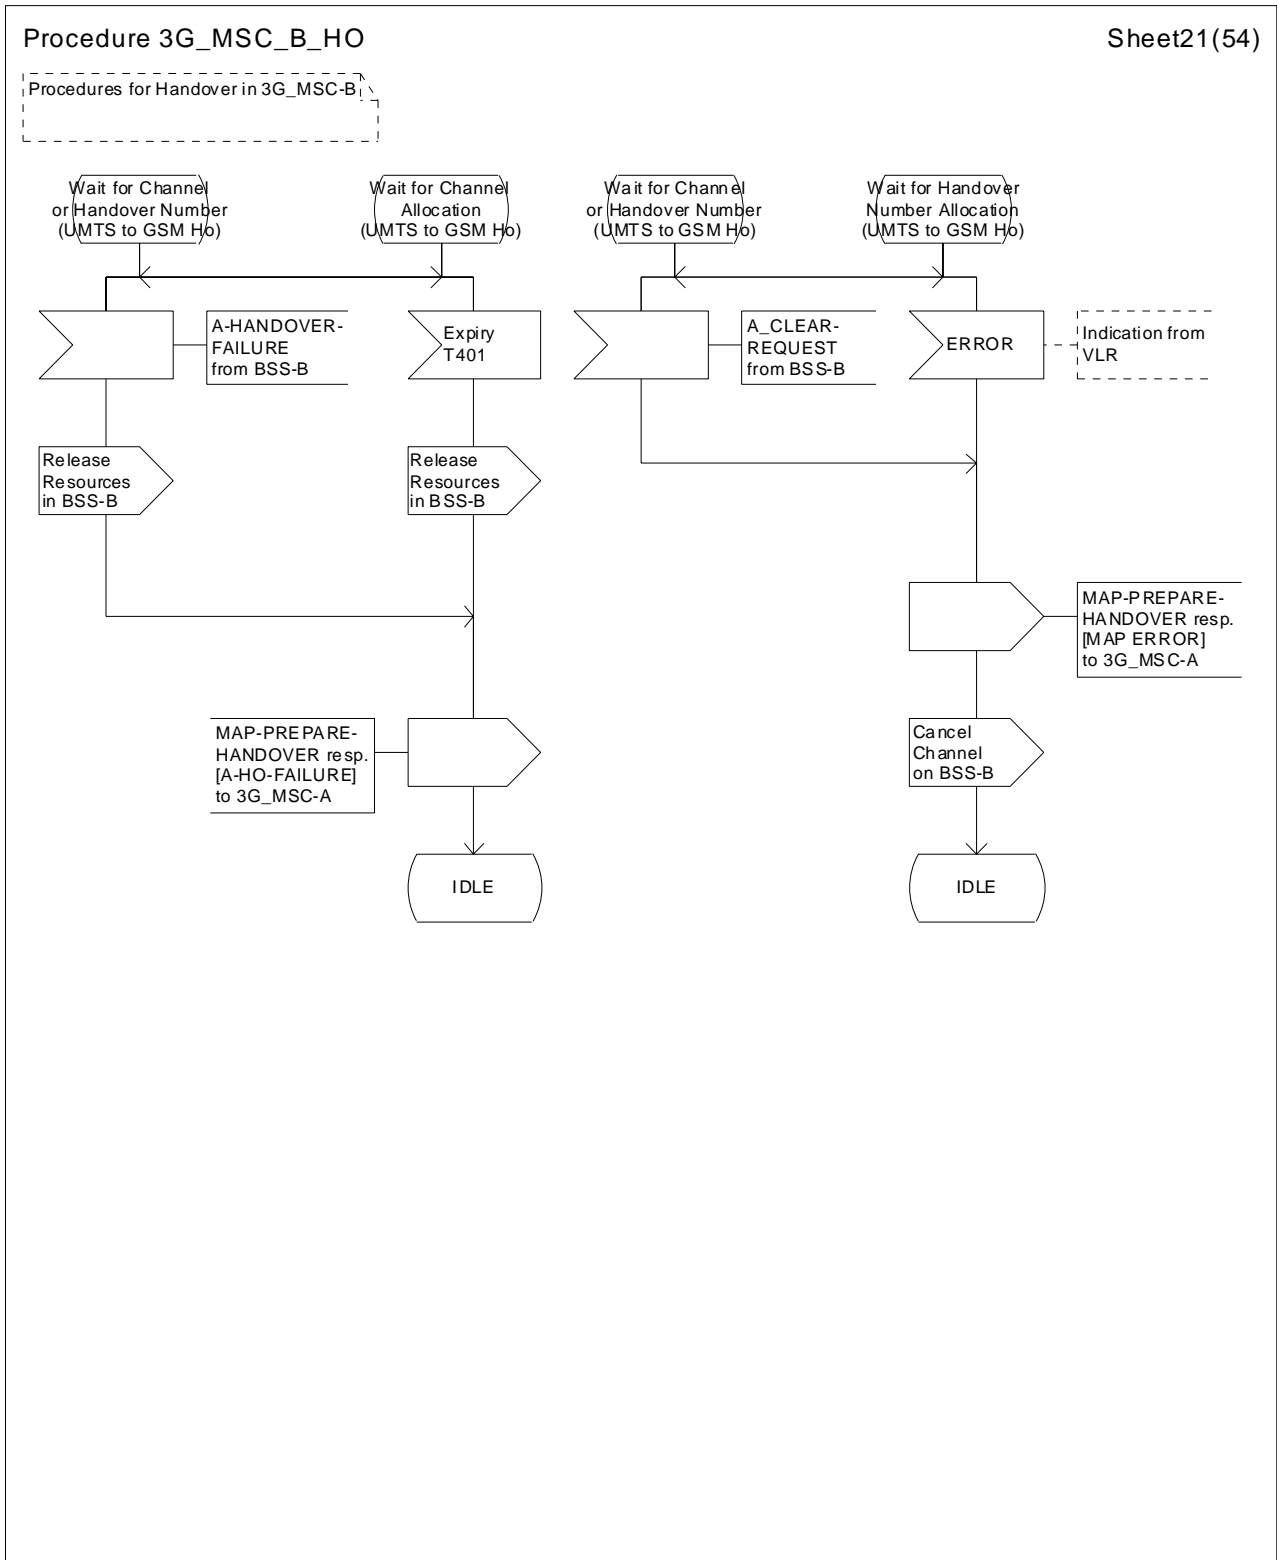 Procedure 3G_MSC_B_HO
Sheet21(54)
Procedures for Handover in 3G_MSC-B
Wait for Channel
or Handover Number
(UMTS to GSM Ho)
Wait for Channel
Allocation
(UMTS to GSM Ho)
Wait for Channel
or Handover Number
(UMTS to GSM Ho)
Wait for Handover
Number Allocation
(UMTS to GSM Ho)
A-HANDOVER-
FAILURE
from BSS-B
Expiry
T401
A_CLEAR-
REQUEST
from BSS-B
ERROR
Indication from
VLR
Release
Resources
in BSS-B
Release
Resources
in BSS-B
MAP-PREPARE-
HANDOVER resp.
[MAP ERROR]
to 3G_MSC-A
MAP-PREPARE-
HANDOVER resp.
[A-HO-FAILURE]
to 3G_MSC-A
Cancel
Channel
on BSS-B
IDLE
IDLE